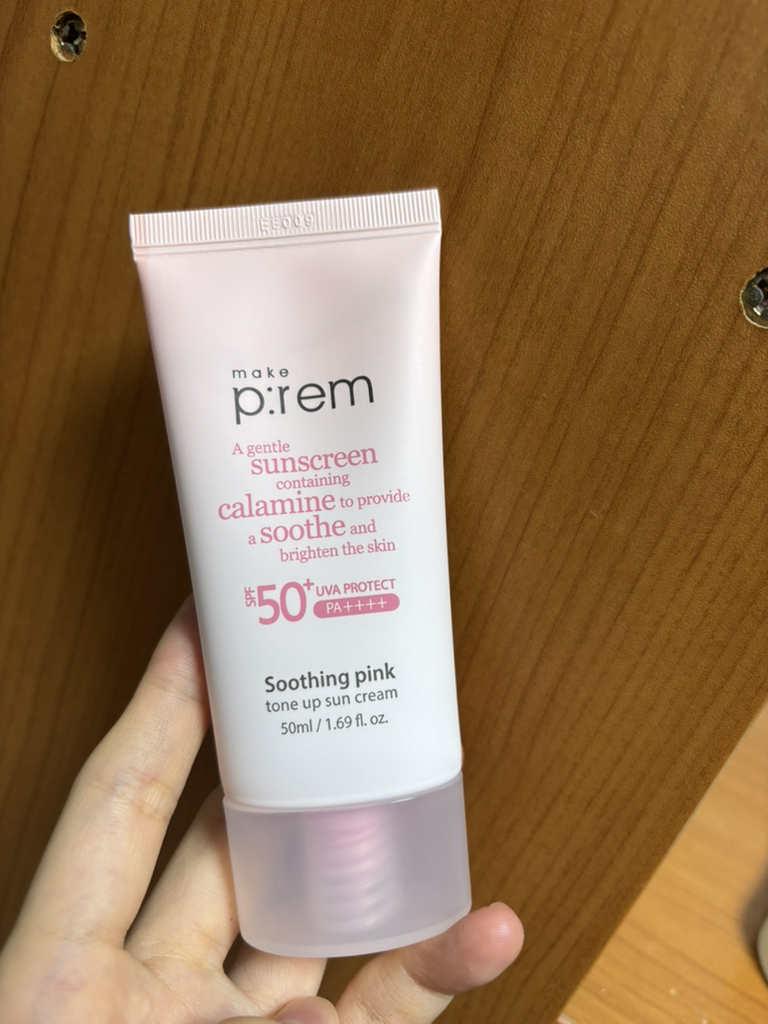 EE009
make
p:rem
A gentle
sunscreen
containing
calamine to provide
a soothe and
brighten the skin
SPF 50+ UVA PROTECT
PA++++
Soothing pink
tone up sun cream
50ml / 1.69 fl. oz.